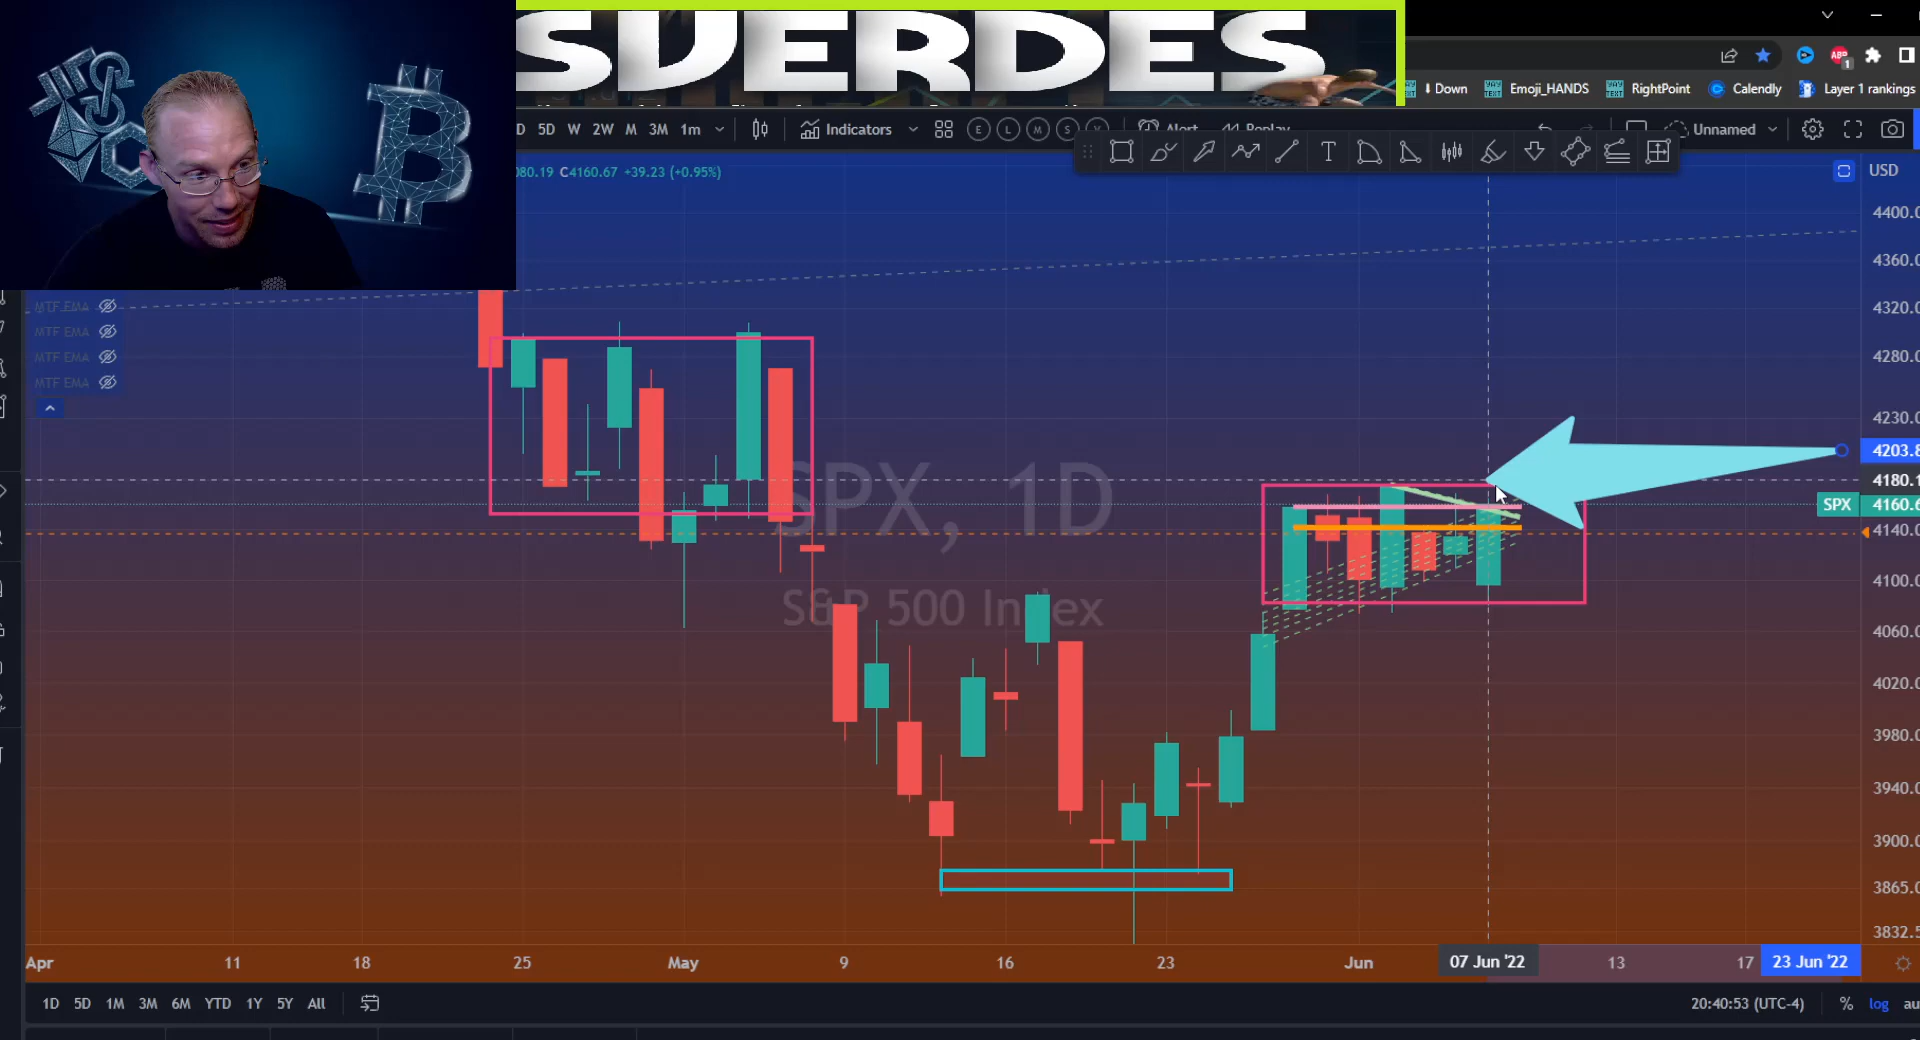 SVERDES
Down
Emoji_HANDS
RightPoint
Calendly
Layer 1 rankings
D 5D W 2W M 3M 1m
Indicators
E L M S
Alert
Replay
Unnamed
80.19 C4160.67 +39.23 (+0.95%)
USD
MTF EMA
MTF EMA
MTF EMA
MTF EMA
SPX, 1D
S&P 500 Index
4400.0
4360.0
4320.0
4280.0
4230.0
4203.8
4180.1
SPX 4160.6
4140.0
4100.0
4060.0
4020.0
3980.0
3940.0
3900.0
3865.0
3832.5
Apr 11 18 25 May 9 16 23 Jun 07 Jun '22 13 17 23 Jun '22
1D 5D 1M 3M 6M YTD 1Y 5Y All
20:40:53 (UTC-4) % log au